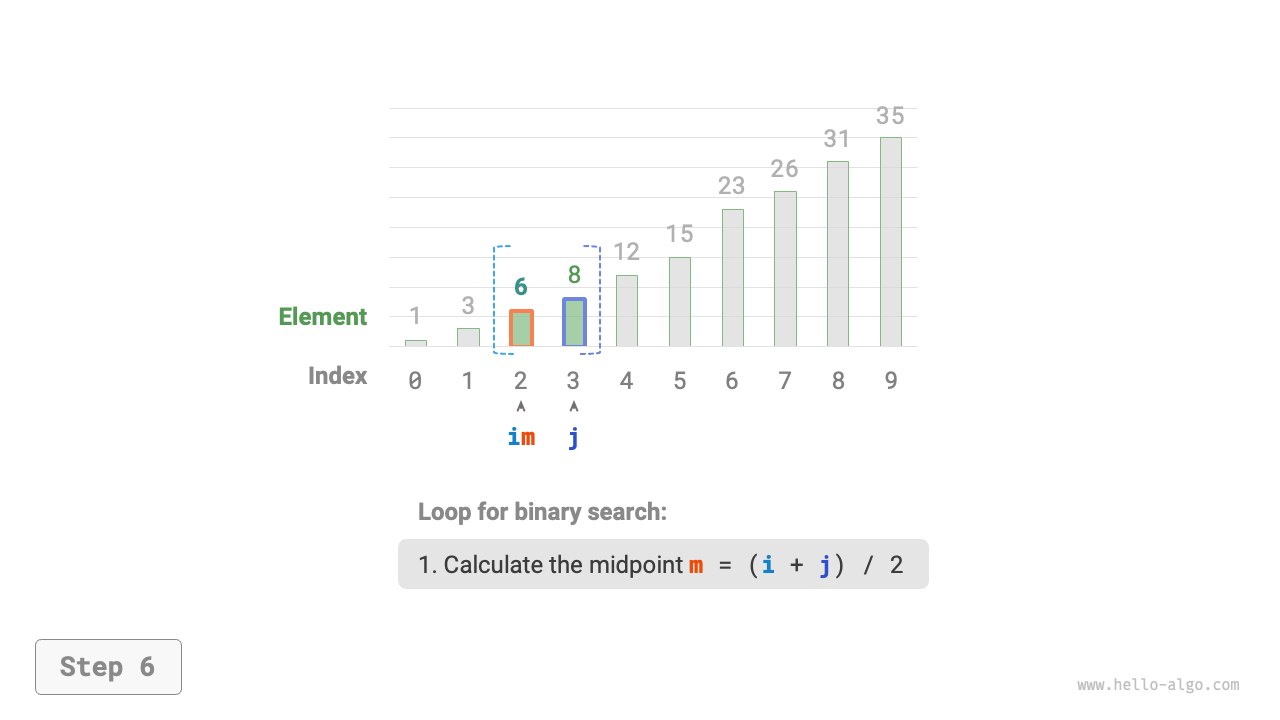 35
31
26
23
15
12
8
6
3
1
Element
Index 0 1 2 3 4 5 6 7 8 9
im j
Loop for binary search:
1. Calculate the midpoint m = (i + j) / 2
Step 6
www.hello-algo.com